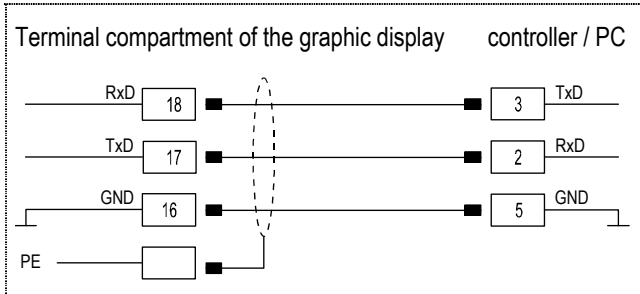 Terminal compartment of the graphic display controller / PC
RxD 18 3 TxD
TxD 17 2 RxD
GND 16 5 GND
PE